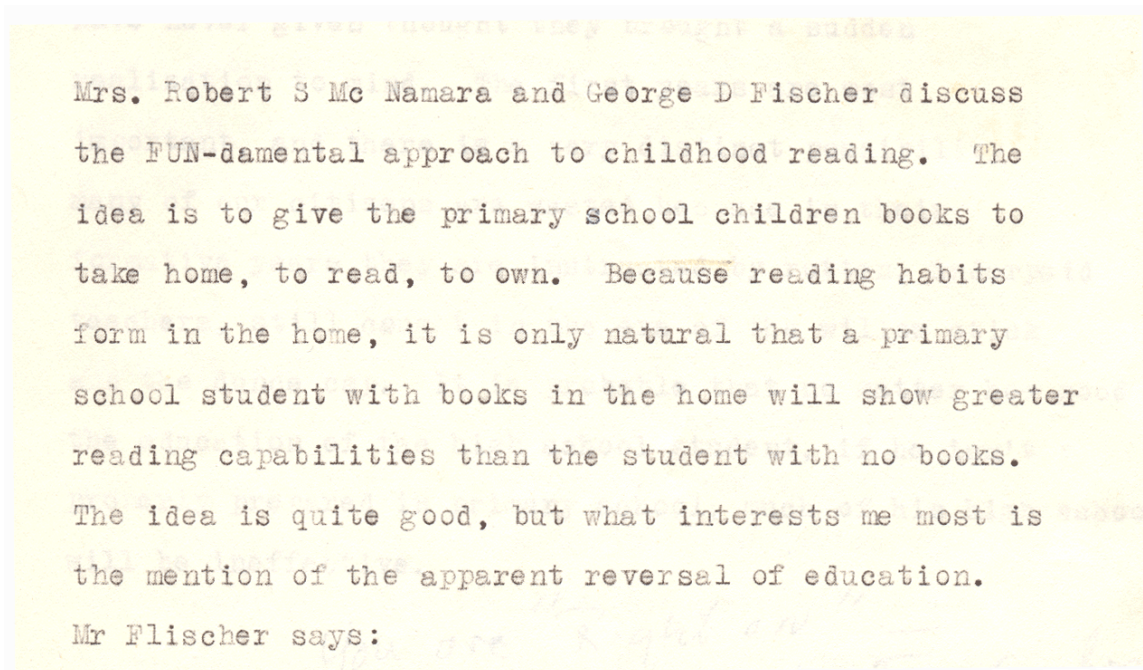 Mrs. Robert S Mc Namara and George D Fischer discuss
the FUN-damental approach to childhood reading.  The
idea is to give the primary school children books to
take home, to read, to own.  Because reading habits
form in the home, it is only natural that a primary
school student with books in the home will show greater
reading capabilities than the student with no books.
The idea is quite good, but what interests me most is
the mention of the apparent reversal of education.
Mr Flischer says: